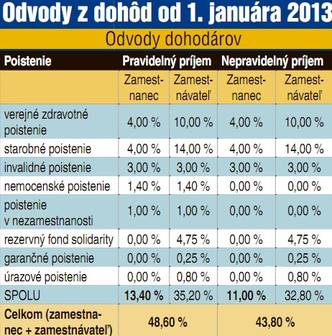 Odvody z dohôd od 1. januára 2013
Odvody dohodárov
Poistenie Pravidelný príjem Nepravidelný príjem
Zamest- Zamest- Zamest- Zamest-
nanec návateľ nanec návateľ
verejné zdravotné
poistenie 4,00 % 10,00 % 4,00 % 10,00 %
starobné poistenie 4,00 % 14,00 % 4,00 % 14,00 %
invalidné poistenie 3,00 % 3,00 % 3,00 % 3,00 %
nemocenské poistenie 1,40 % 1,40 % 0,00 % 0,00 %
poistenie
v nezamestnanosti 1,00 % 1,00 % 0,00 % 0,00 %
rezervný fond solidarity 4,75 % 0,00 % 4,75 %
garančné poistenie 0,00 % 0,25 % 0,00 % 0,25 %
úrazové poistenie 0,00 % 0,80 % 0,00 % 0,80 %
SPOLU 13,40 % 35,20 % 11,00 % 32,80 %
Celkom (zamestna-
nec + zamestnávateľ) 48,60 % 43,80 %